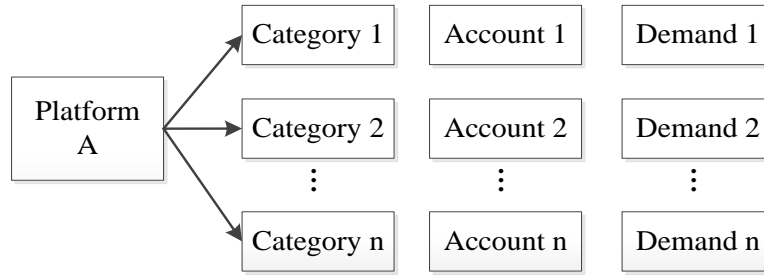 Category 1 Account 1 Demand 1
Platform
A
Category 2 Account 2 Demand 2
⋮ ⋮ ⋮
Category n Account n Demand n